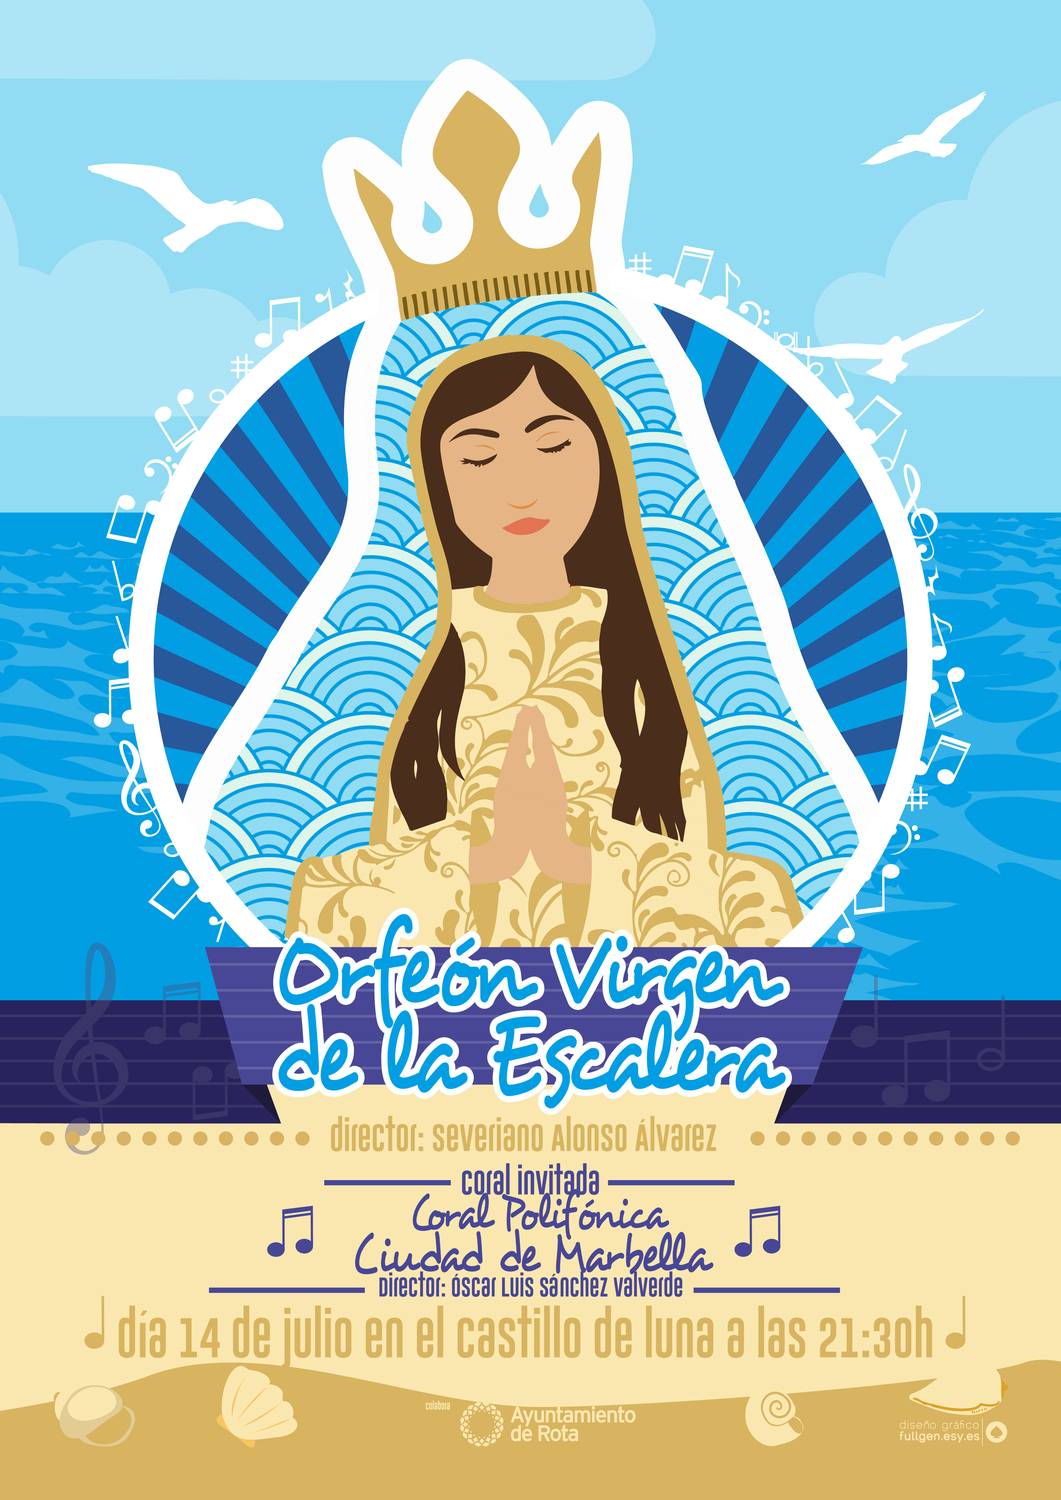 Orfeón Virgen
de la Escalera
director: Severiano Alonso Álvarez
coral invitada
Coral Polifónica
Ciudad de Marbella
Director: Óscar Luis Sánchez Valverde
día 14 de julio en el castillo de luna a las 21:30h
colabora
Ayuntamiento
de Rota
diseño gráfico
fullgen.esy.es